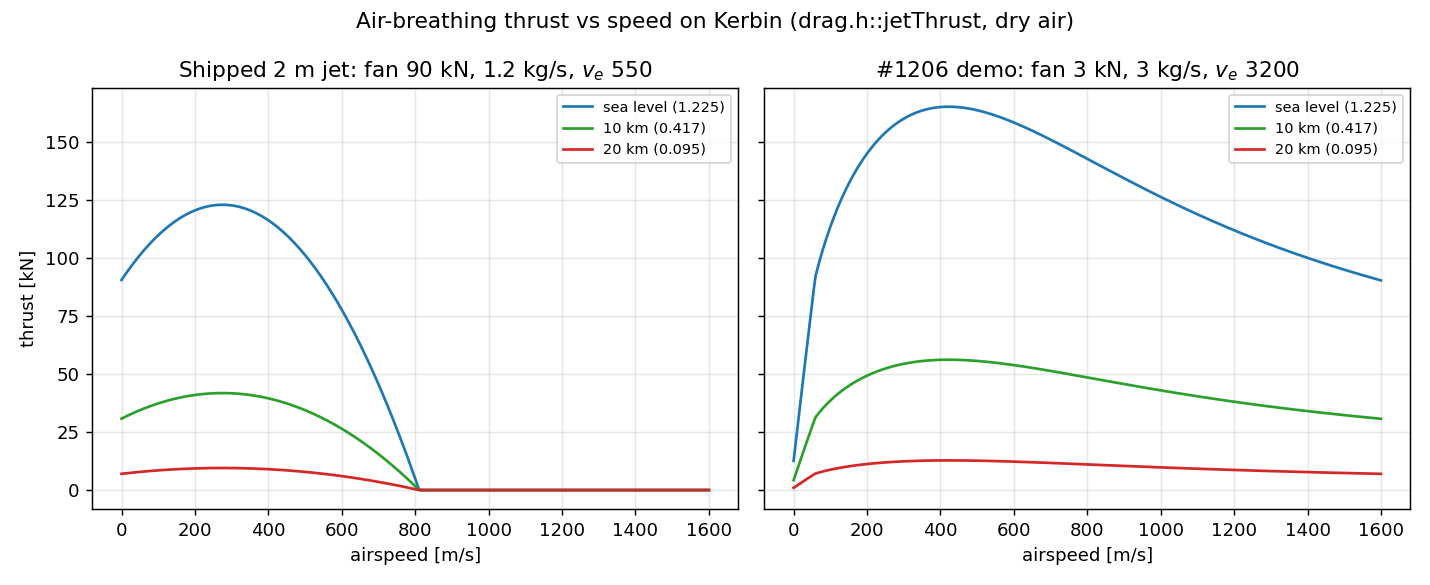 Air-breathing thrust vs speed on Kerbin (drag.h::jetThrust, dry air)
Shipped 2 m jet: fan 90 kN, 1.2 kg/s, vₑ 550
thrust [kN]
150
125
100
75
50
25
0
sea level (1.225)
10 km (0.417)
20 km (0.095)
0 200 400 600 800 1000 1200 1400 1600
airspeed [m/s]
#1206 demo: fan 3 kN, 3 kg/s, vₑ 3200
sea level (1.225)
10 km (0.417)
20 km (0.095)
0 200 400 600 800 1000 1200 1400 1600
airspeed [m/s]